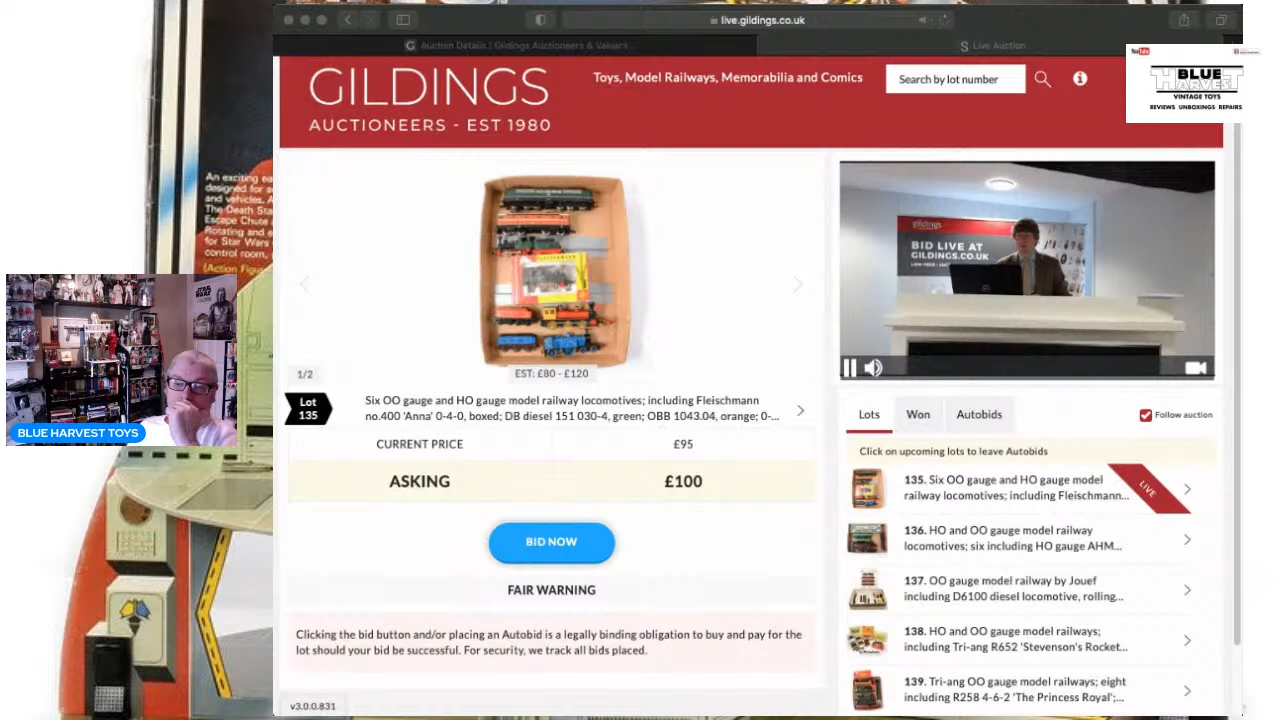 live.gildings.co.uk
G Auction Details | Gildings Auctioneers & Valuers...
S Live Auction
GILDINGS
AUCTIONEERS - EST 1980
Toys, Model Railways, Memorabilia and Comics
Search by lot number
YouTube
BLUE
HARVEST
VINTAGE TOYS
REVIEWS UNBOXINGS REPAIRS
An exciting
designed for
and vehicles. A
The Death Sta
Escape Chute
Rotating and e
for Star Wars
control room.
(Action Figu
STAR WARS
BLUE HARVEST TOYS
gildings
BID LIVE AT
GILDINGS.CO.UK
1/2
EST: £80 - £120
Lot
135
Six OO gauge and HO gauge model railway locomotives; including Fleischmann
no.400 'Anna' 0-4-0, boxed; DB diesel 151 030-4, green; OBB 1043.04, orange; 0-...
CURRENT PRICE £95
ASKING £100
BID NOW
FAIR WARNING
Clicking the bid button and/or placing an Autobid is a legally binding obligation to buy and pay for the
lot should your bid be successful. For security, we track all bids placed.
v3.0.0.831
Lots Won Autobids Follow auction
Click on upcoming lots to leave Autobids
135. Six OO gauge and HO gauge model
railway locomotives; including Fleischmann...
LIVE
136. HO and OO gauge model railway
locomotives; six including HO gauge AHM...
137. OO gauge model railway by Jouef
including D6100 diesel locomotive, rolling...
138. HO and OO gauge model railways;
including Tri-ang R652 'Stevenson's Rocket...
139. Tri-ang OO gauge model railways; eight
including R258 4-6-2 'The Princess Royal';...